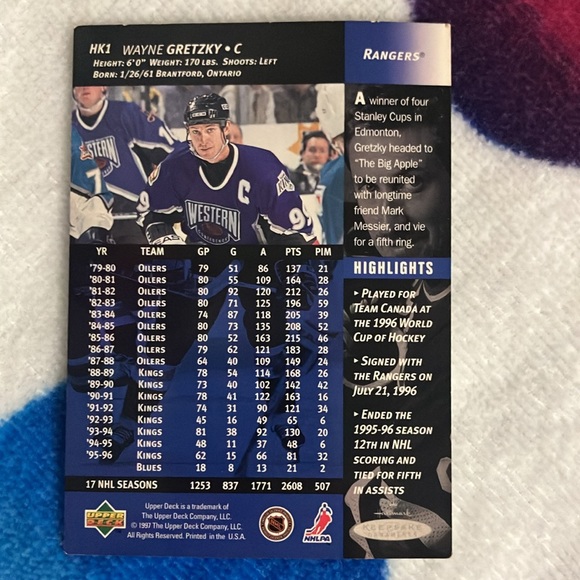 HK1 WAYNE GRETZKY • C
HEIGHT: 6'0" WEIGHT: 170 LBS. SHOOTS: LEFT
BORN: 1/26/61 BRANTFORD, ONTARIO
RANGERS®
A winner of four
Stanley Cups in
Edmonton,
Gretzky headed to
"The Big Apple"
to be reunited
with longtime
friend Mark
Messier, and vie
for a fifth ring.
WESTERN
C
YR TEAM GP G A PTS PIM
'79-80 OILERS 79 51 86 137 21
'80-81 OILERS 80 55 109 164 28
'81-82 OILERS 80 92 120 212 26
'82-83 OILERS 80 71 125 196 59
'83-84 OILERS 74 87 118 205 39
'84-85 OILERS 80 73 135 208 52
'85-86 OILERS 80 52 163 215 46
'86-87 OILERS 79 62 121 183 28
'87-88 OILERS 64 40 109 149 24
'88-89 KINGS 78 54 114 168 26
'89-90 KINGS 73 40 102 142 42
'90-91 KINGS 78 41 122 163 16
'91-92 KINGS 74 31 90 121 34
'92-93 KINGS 45 16 49 65 6
'93-94 KINGS 81 38 92 130 20
'94-95 KINGS 48 11 37 48 6
'95-96 KINGS 62 15 66 81 32
BLUES 18 8 13 21 2
17 NHL SEASONS 1253 837 1771 2608 507
HIGHLIGHTS
▸ PLAYED FOR
TEAM CANADA AT
THE 1996 WORLD
CUP OF HOCKEY
▸ SIGNED WITH
THE RANGERS ON
JULY 21, 1996
▸ ENDED THE
1995-96 SEASON
12TH IN NHL
SCORING AND
TIED FOR FIFTH
IN ASSISTS
UPPER DECK
Upper Deck is a trademark of
The Upper Deck Company, LLC.
© 1997 The Upper Deck Company, LLC.
All Rights Reserved. Printed in the U.S.A.
NHLPA
Hallmark
KEEPSAKE